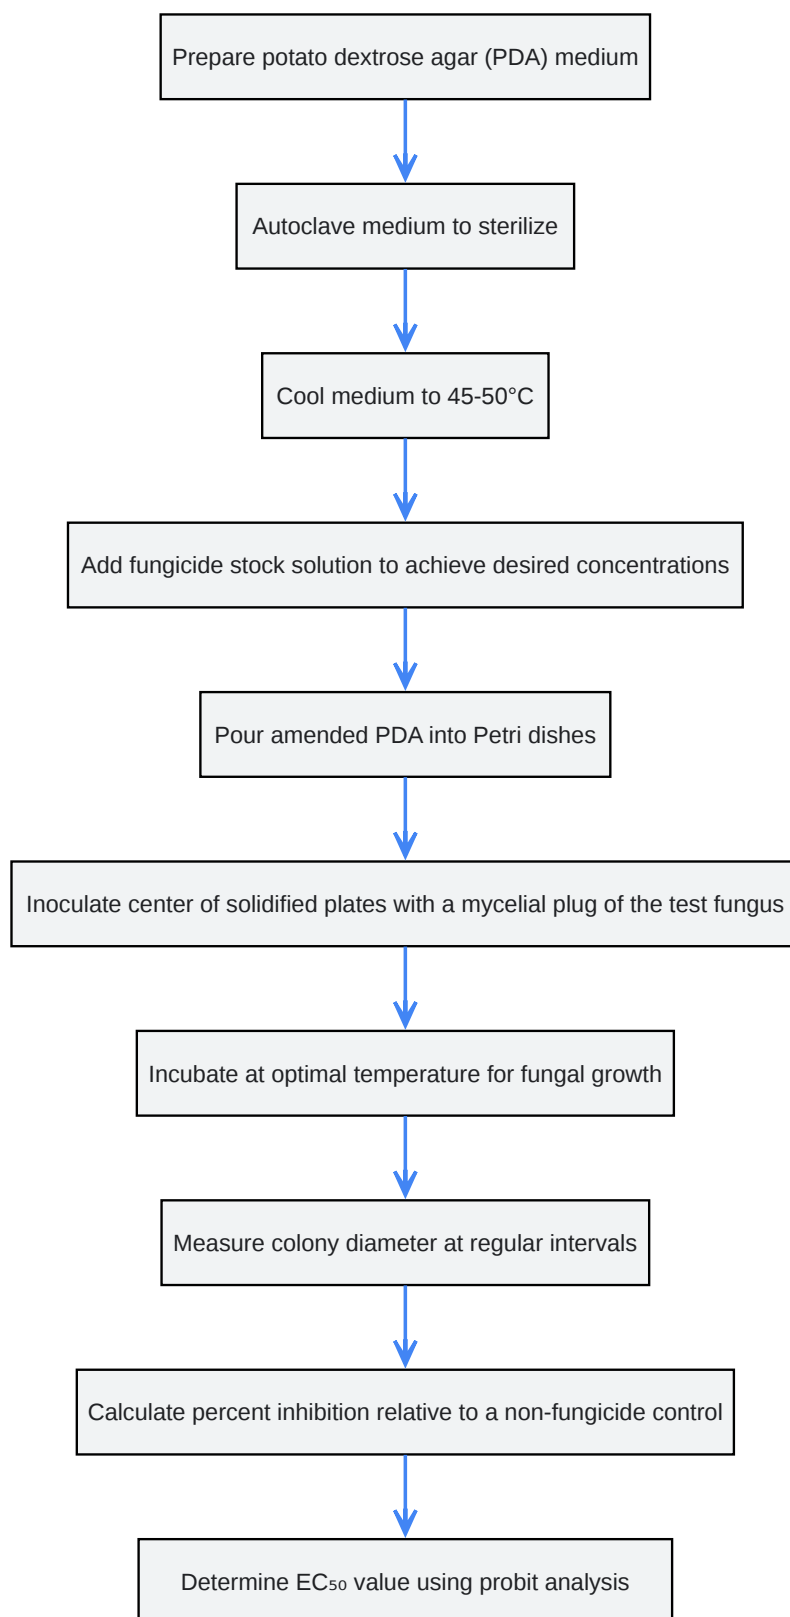 Prepare potato dextrose agar (PDA) medium
Autoclave medium to sterilize
Cool medium to 45-50°C
Add fungicide stock solution to achieve desired concentrations
Pour amended PDA into Petri dishes
Inoculate center of solidified plates with a mycelial plug of the test fungus
Incubate at optimal temperature for fungal growth
Measure colony diameter at regular intervals
Calculate percent inhibition relative to a non-fungicide control
Determine EC₅₀ value using probit analysis